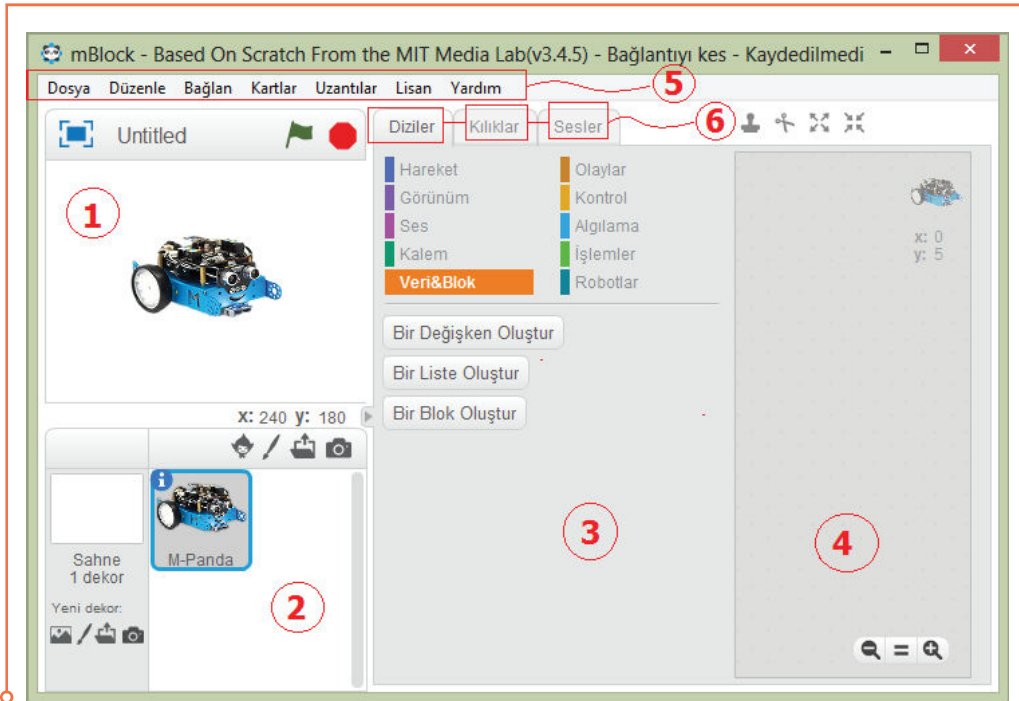 mBlock - Based On Scratch From the MIT Media Lab(v3.4.5) - Bağlantıyı kes - Kaydedilmedi
Dosya Düzenle Bağlan Kartlar Uzantılar Lisan Yardım
5
Untitled
Diziler Kılıklar Sesler
6
1
Hareket Olaylar
Görünüm Kontrol
Ses Algılama
Kalem İşlemler
Veri&Blok Robotlar
x: 0
y: 5
Bir Değişken Oluştur
Bir Liste Oluştur
Bir Blok Oluştur
x: 240 y: 180
3
4
Sahne
1 dekor
M-Panda
Yeni dekor:
2